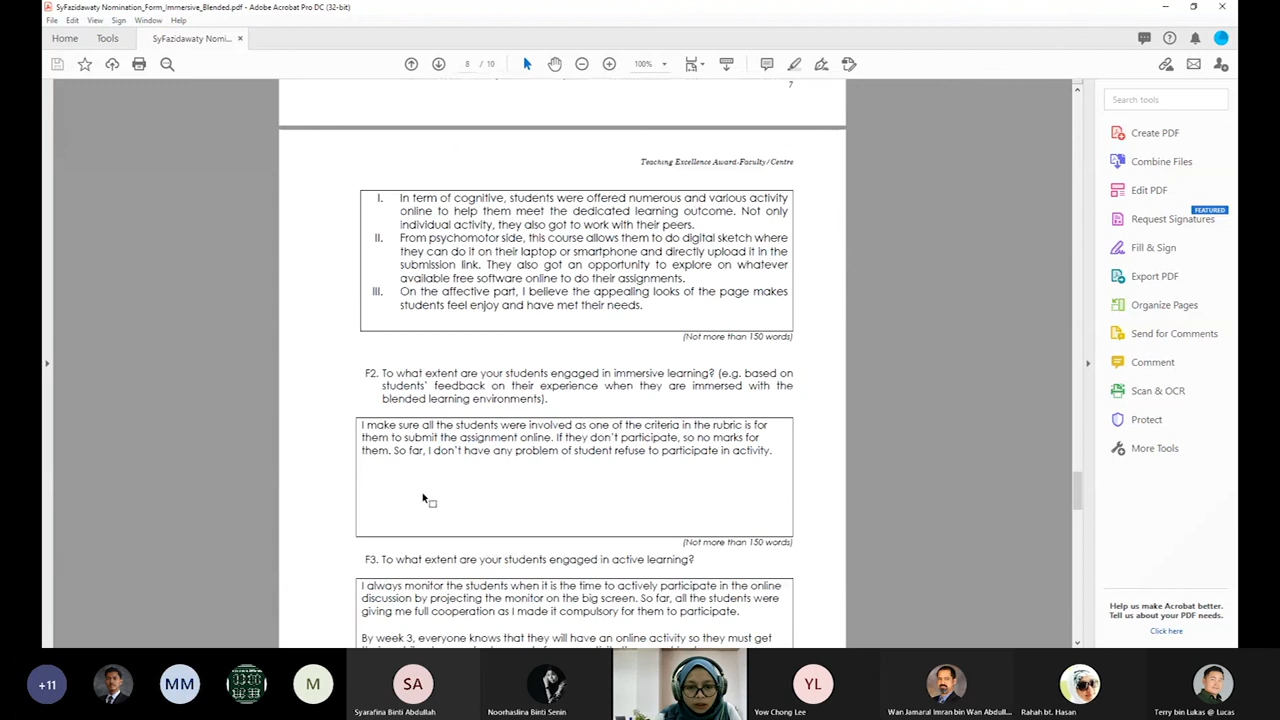 SyFazidawaty Nomination_Form_Immersive_Blended.pdf - Adobe Acrobat Pro DC (32-bit)
File Edit View Sign Window Help
Home Tools SyFazidawaty Nomi... ×
8 / 10 100%
7
Teaching Excellence Award-Faculty/Centre
I. In term of cognitive, students were offered numerous and various activity
online to help them meet the dedicated learning outcome. Not only
individual activity, they also got to work with their peers.
II. From psychomotor side, this course allows them to do digital sketch where
they can do it on their laptop or smartphone and directly upload it in the
submission link. They also got an opportunity to explore on whatever
available free software online to do their assignments.
III. On the affective part, I believe the appealing looks of the page makes
students feel enjoy and have met their needs.
(Not more than 150 words)
F2. To what extent are your students engaged in immersive learning? (e.g. based on
students' feedback on their experience when they are immersed with the
blended learning environments).
I make sure all the students were involved as one of the criteria in the rubric is for
them to submit the assignment online. If they don't participate, so no marks for
them. So far, I don't have any problem of student refuse to participate in activity.
(Not more than 150 words)
F3. To what extent are your students engaged in active learning?
I always monitor the students when it is the time to actively participate in the online
discussion by projecting the monitor on the big screen. So far, all the students were
giving me full cooperation as I made it compulsory for them to participate.
By week 3, everyone knows that they will have an online activity so they must get
Search tools
Create PDF
Combine Files
Edit PDF
FEATURED
Request Signatures
Fill & Sign
Export PDF
Organize Pages
Send for Comments
Comment
Scan & OCR
Protect
More Tools
Help us make Acrobat better.
Tell us about your PDF needs.
Click here
+11 MM M SA YL
Syarafina Binti Abdullah Noorhaslina Binti Senin Yow Chong Lee Wan Jamarul Imran bin Wan Abdull... Rahah bt. Hasan Terry bin Lukas @ Lucas